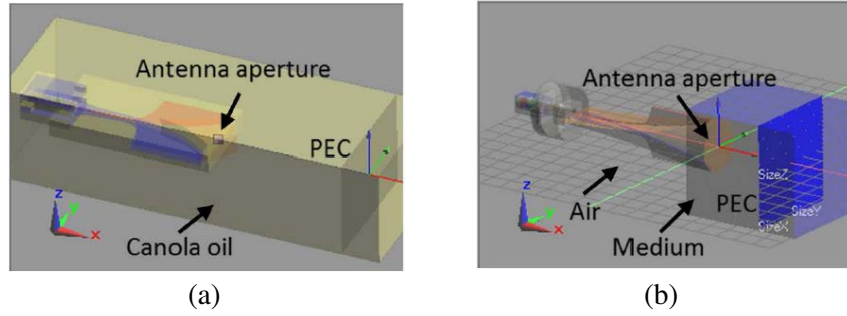 Antenna aperture
PEC
Canola oil
z
y
x
(a)
Antenna aperture
SizeZ
PEC
SizeY
Air
SizeX
Medium
z
y
x
(b)